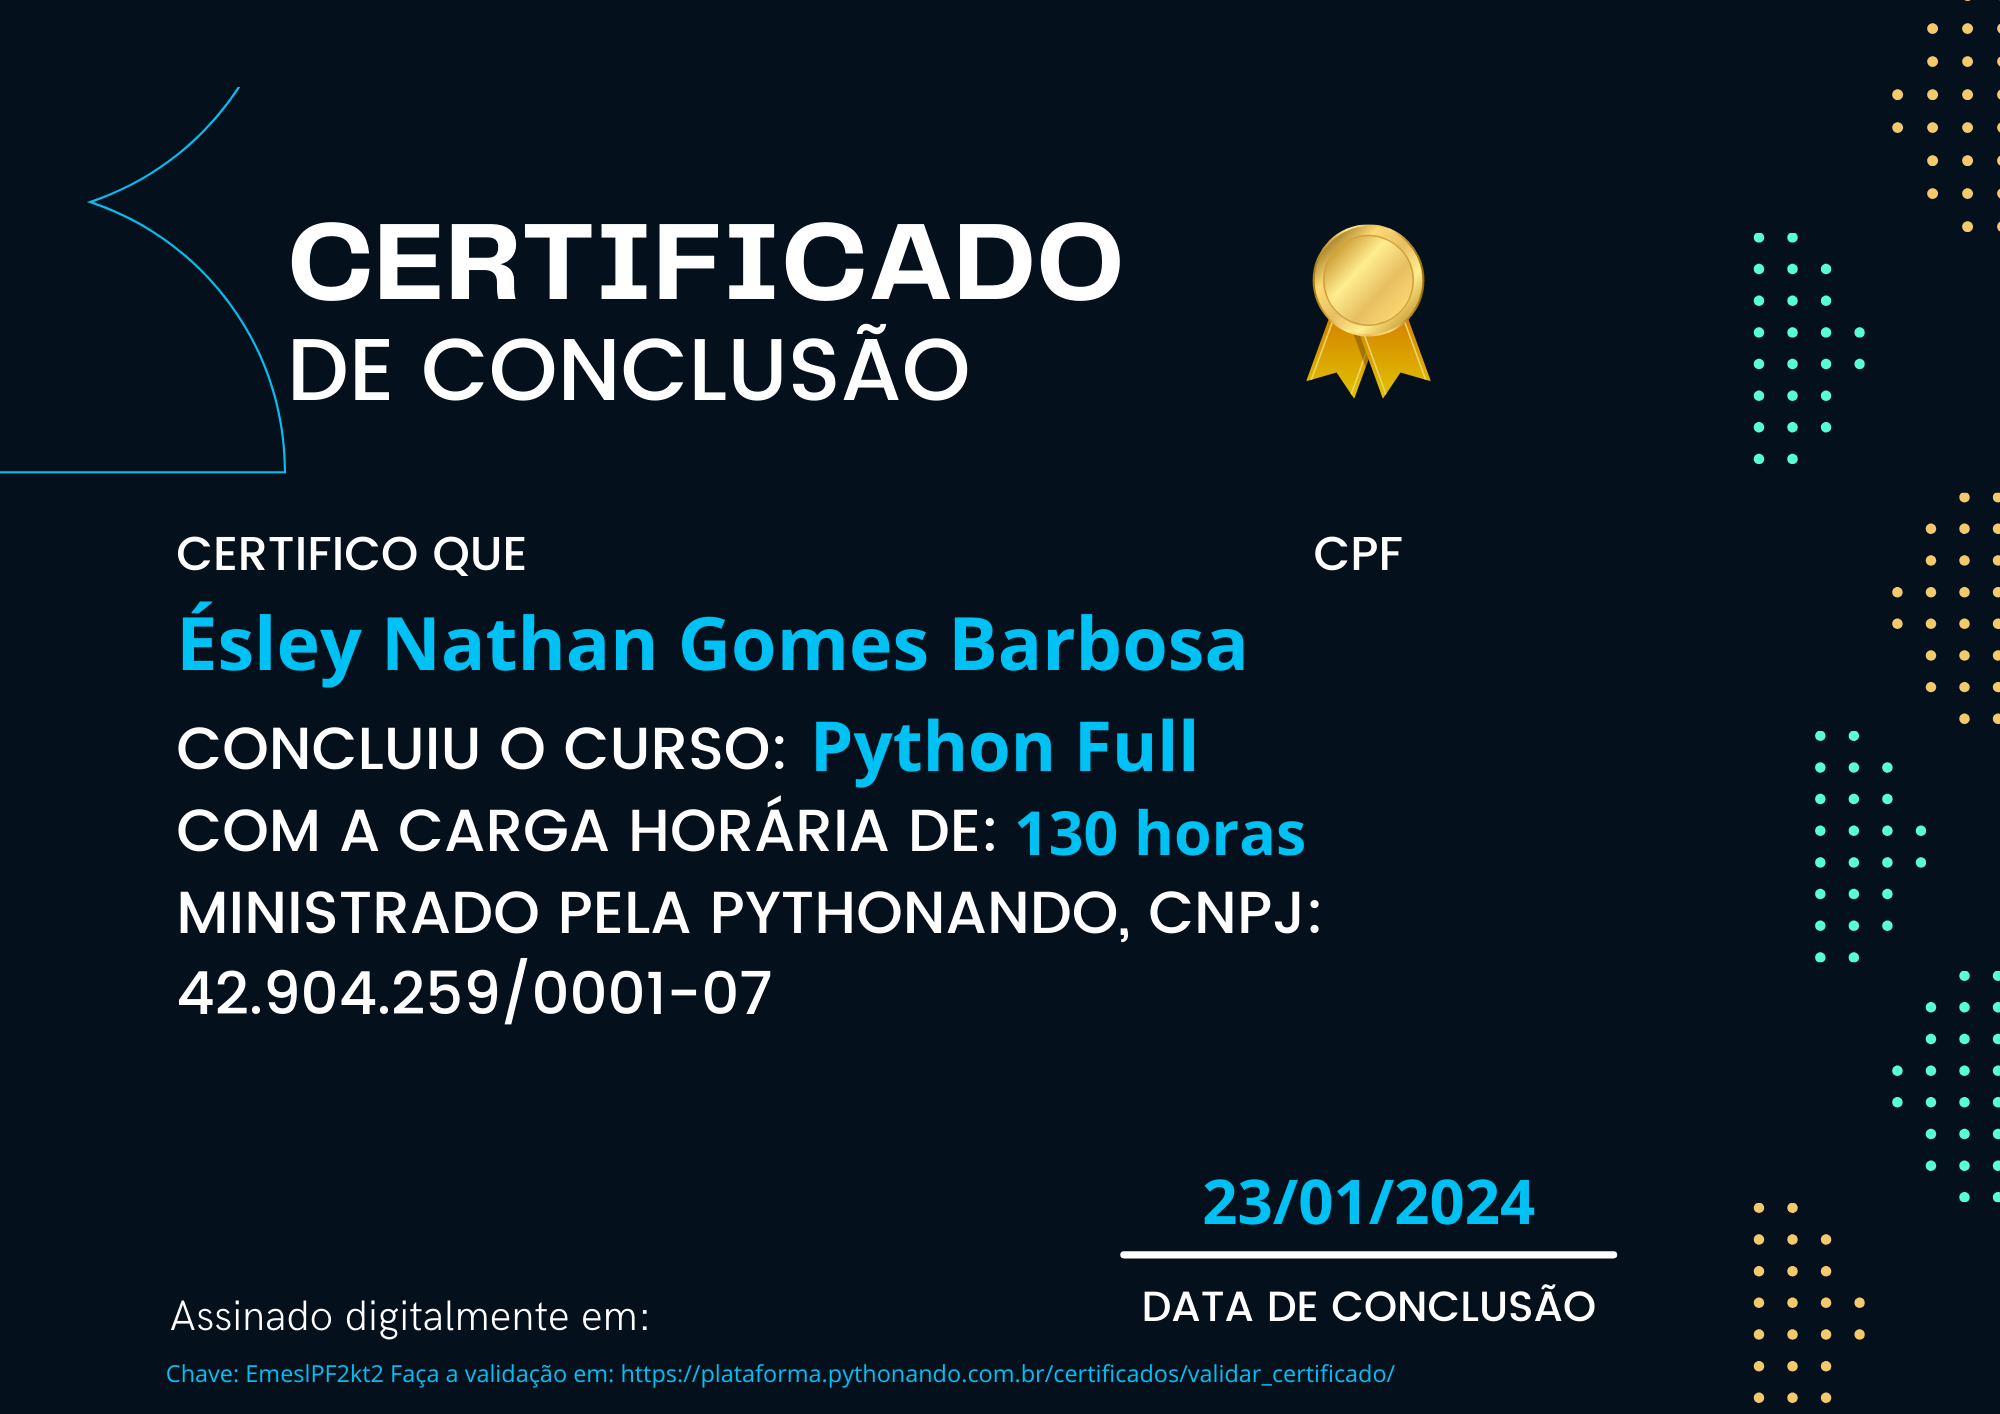 CERTIFICADO
DE CONCLUSÃO
CERTIFICO QUE
CPF
Ésley Nathan Gomes Barbosa
CONCLUIU O CURSO: Python Full
COM A CARGA HORÁRIA DE: 130 horas
MINISTRADO PELA PYTHONANDO, CNPJ:
42.904.259/0001-07
23/01/2024
DATA DE CONCLUSÃO
Assinado digitalmente em:
Chave: EmeslPF2kt2 Faça a validação em: https://plataforma.pythonando.com.br/certificados/validar_certificado/